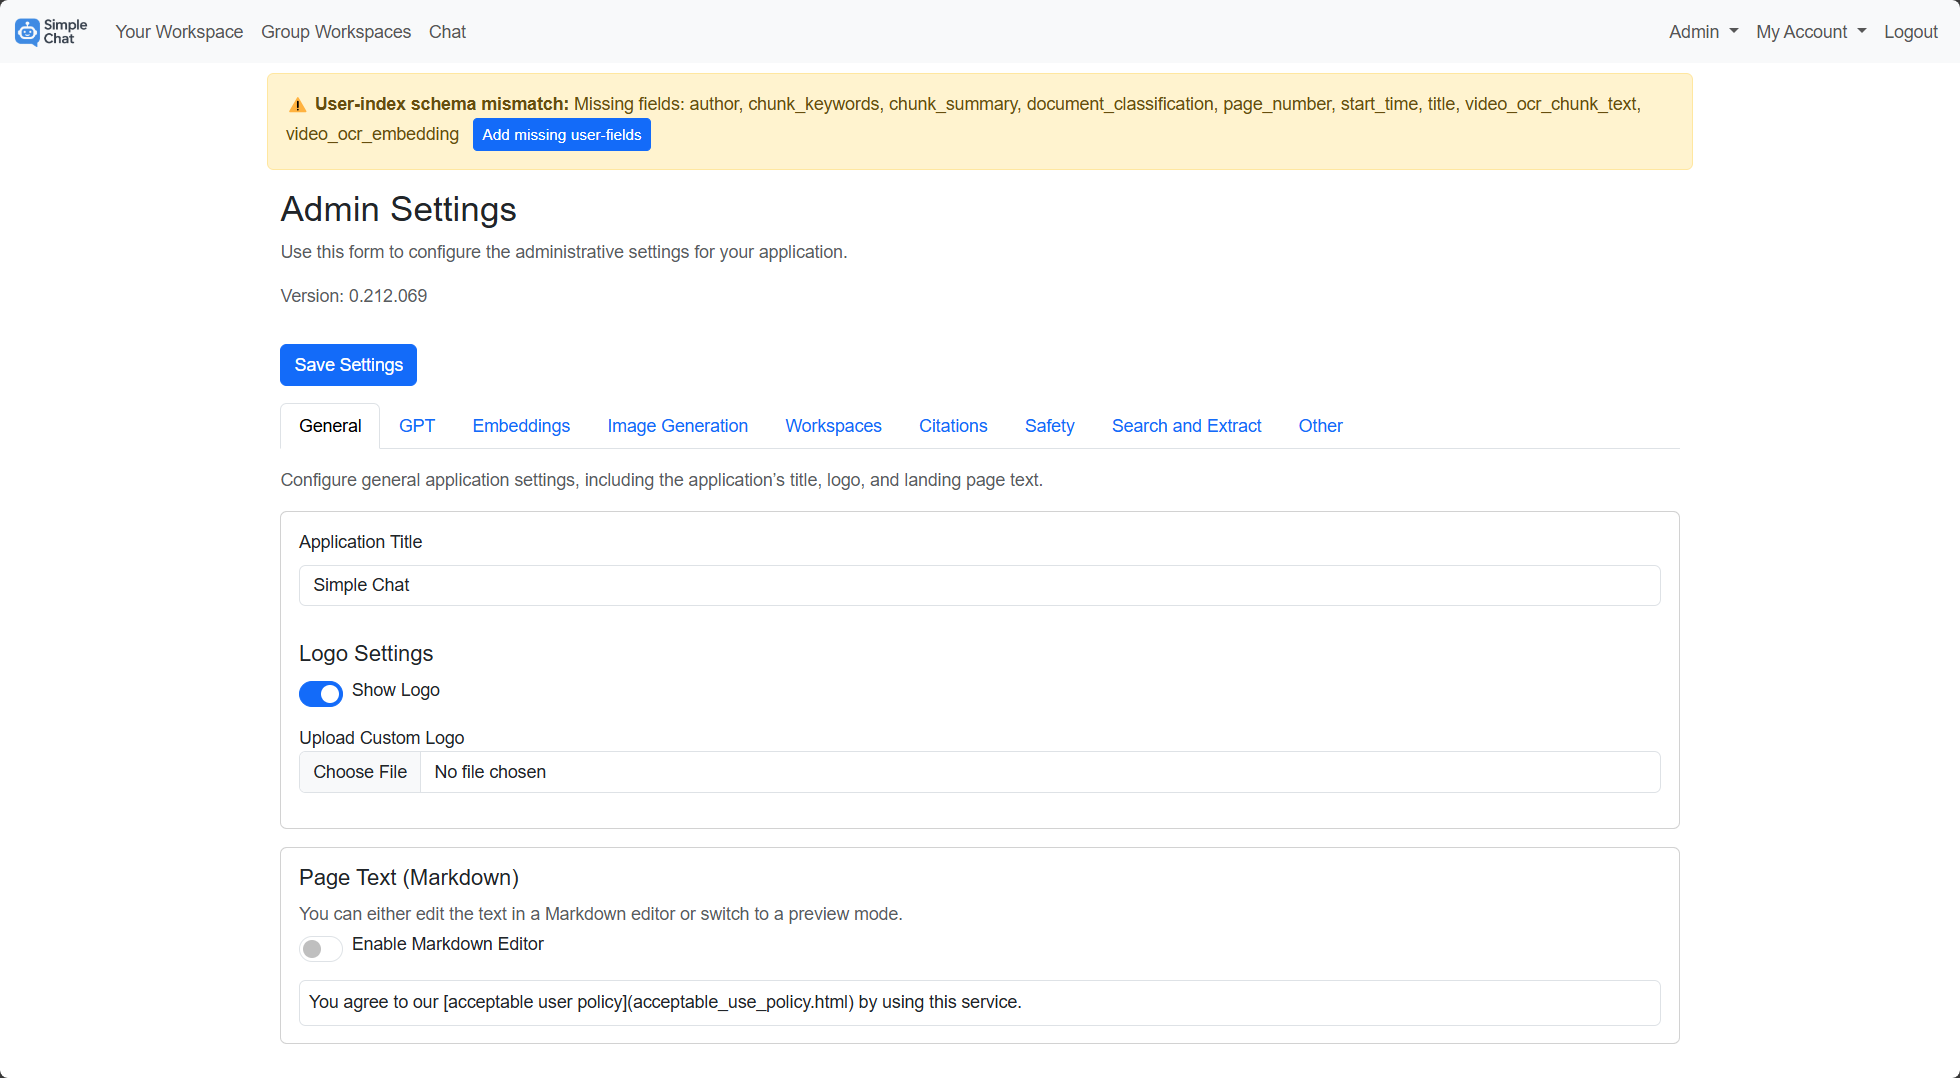 Simple
Chat
Your Workspace Group Workspaces Chat Admin My Account Logout
User-index schema mismatch: Missing fields: author, chunk_keywords, chunk_summary, document_classification, page_number, start_time, title, video_ocr_chunk_text,
video_ocr_embedding Add missing user-fields
Admin Settings
Use this form to configure the administrative settings for your application.
Version: 0.212.069
Save Settings
General GPT Embeddings Image Generation Workspaces Citations Safety Search and Extract Other
Configure general application settings, including the application's title, logo, and landing page text.
Application Title
Simple Chat
Logo Settings
Show Logo
Upload Custom Logo
Choose File No file chosen
Page Text (Markdown)
You can either edit the text in a Markdown editor or switch to a preview mode.
Enable Markdown Editor
You agree to our [acceptable user policy](acceptable_use_policy.html) by using this service.